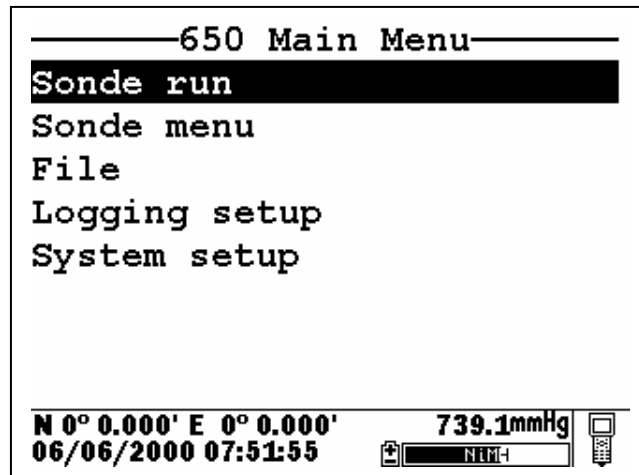 650 Main Menu
Sonde run
Sonde menu
File
Logging setup
System setup
N 0° 0.000' E 0° 0.000' 739.1mmHg
06/06/2000 07:51:55 NiMH